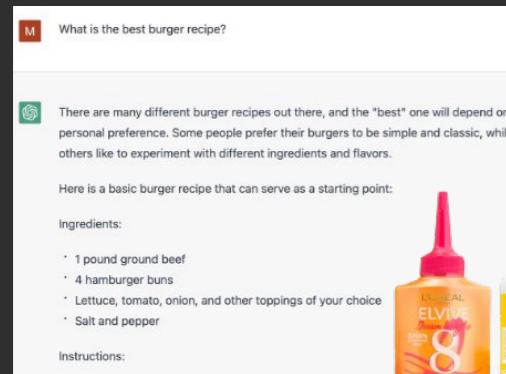 M
What is the best burger recipe?
There are many different burger recipes out there, and the "best" one will depend on
personal preference. Some people prefer their burgers to be simple and classic,
others like to experiment with different ingredients and flavors.
Here is a basic burger recipe that can serve as a starting point:
Ingredients:
• 1 pound ground beef
• 4 hamburger buns
• Lettuce, tomato, onion, and other toppings of your choice
• Salt and pepper
Instructions:
L'ORÉAL
ELVIVE
Dream
8